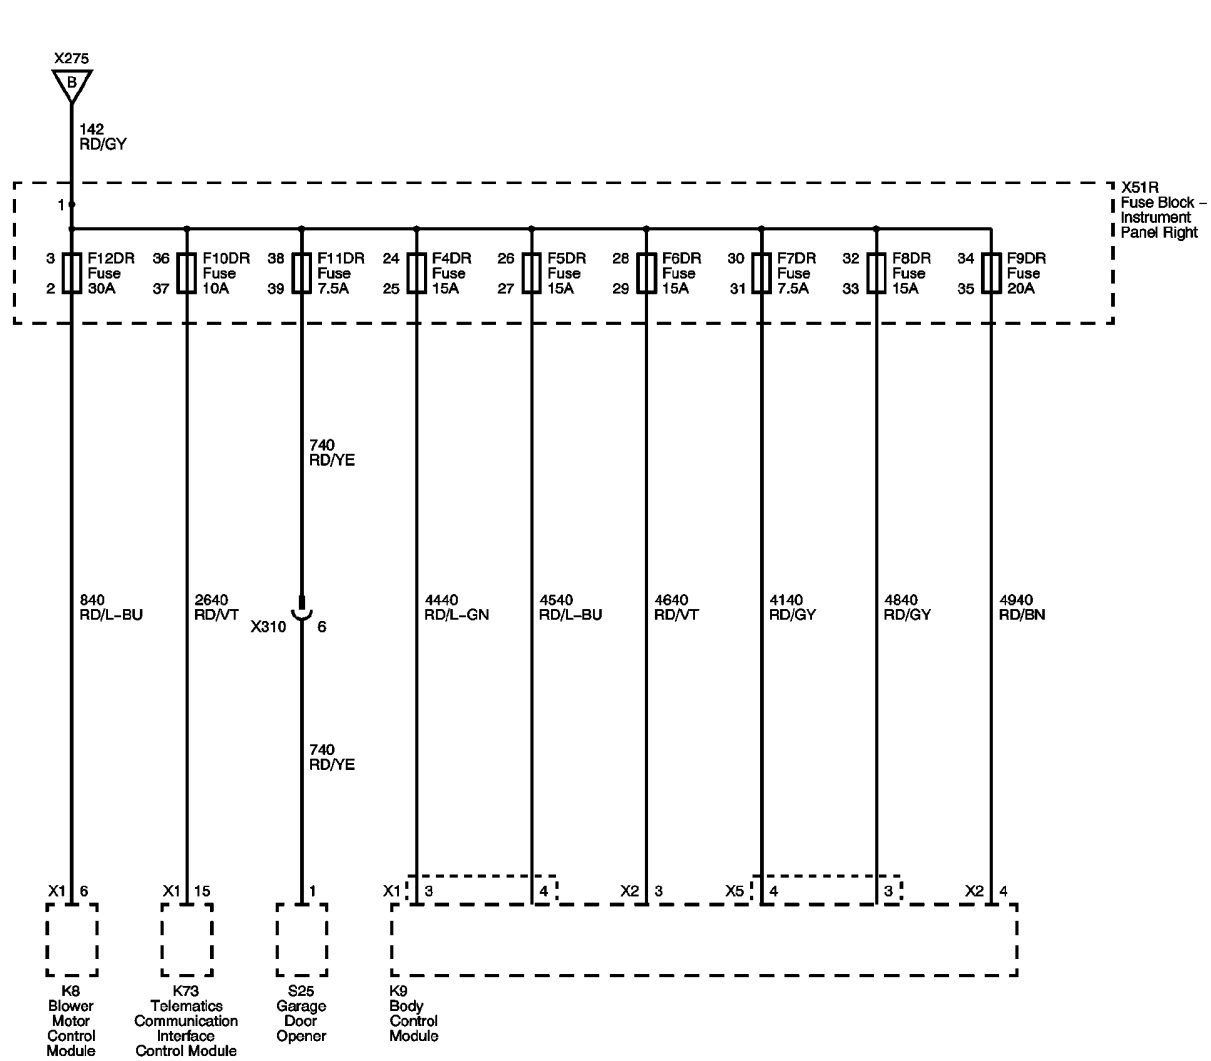 X275
B
142
RD/GY
X51R
Fuse Block –
Instrument
Panel Right
1
3 F12DR 36 F10DR 38 F11DR 24 F4DR 26 F5DR 28 F6DR 30 F7DR 32 F8DR 34 F9DR
Fuse Fuse Fuse Fuse Fuse Fuse Fuse Fuse Fuse
2 30A 37 10A 39 7.5A 25 15A 27 15A 29 15A 31 7.5A 33 15A 35 20A
740
RD/YE
840 2640 4440 4540 4640 4140 4840 4940
RD/L–BU RD/VT RD/L–GN RD/L–BU RD/VT RD/GY RD/GY RD/BN
X310 6
740
RD/YE
X1 6 X1 15 1 X1 3 4 X2 3 X5 4 3 X2 4
K8
Blower
Motor
Control
Module
K73
Telematics
Communication
Interface
Control Module
S25
Garage
Door
Opener
K9
Body
Control
Module